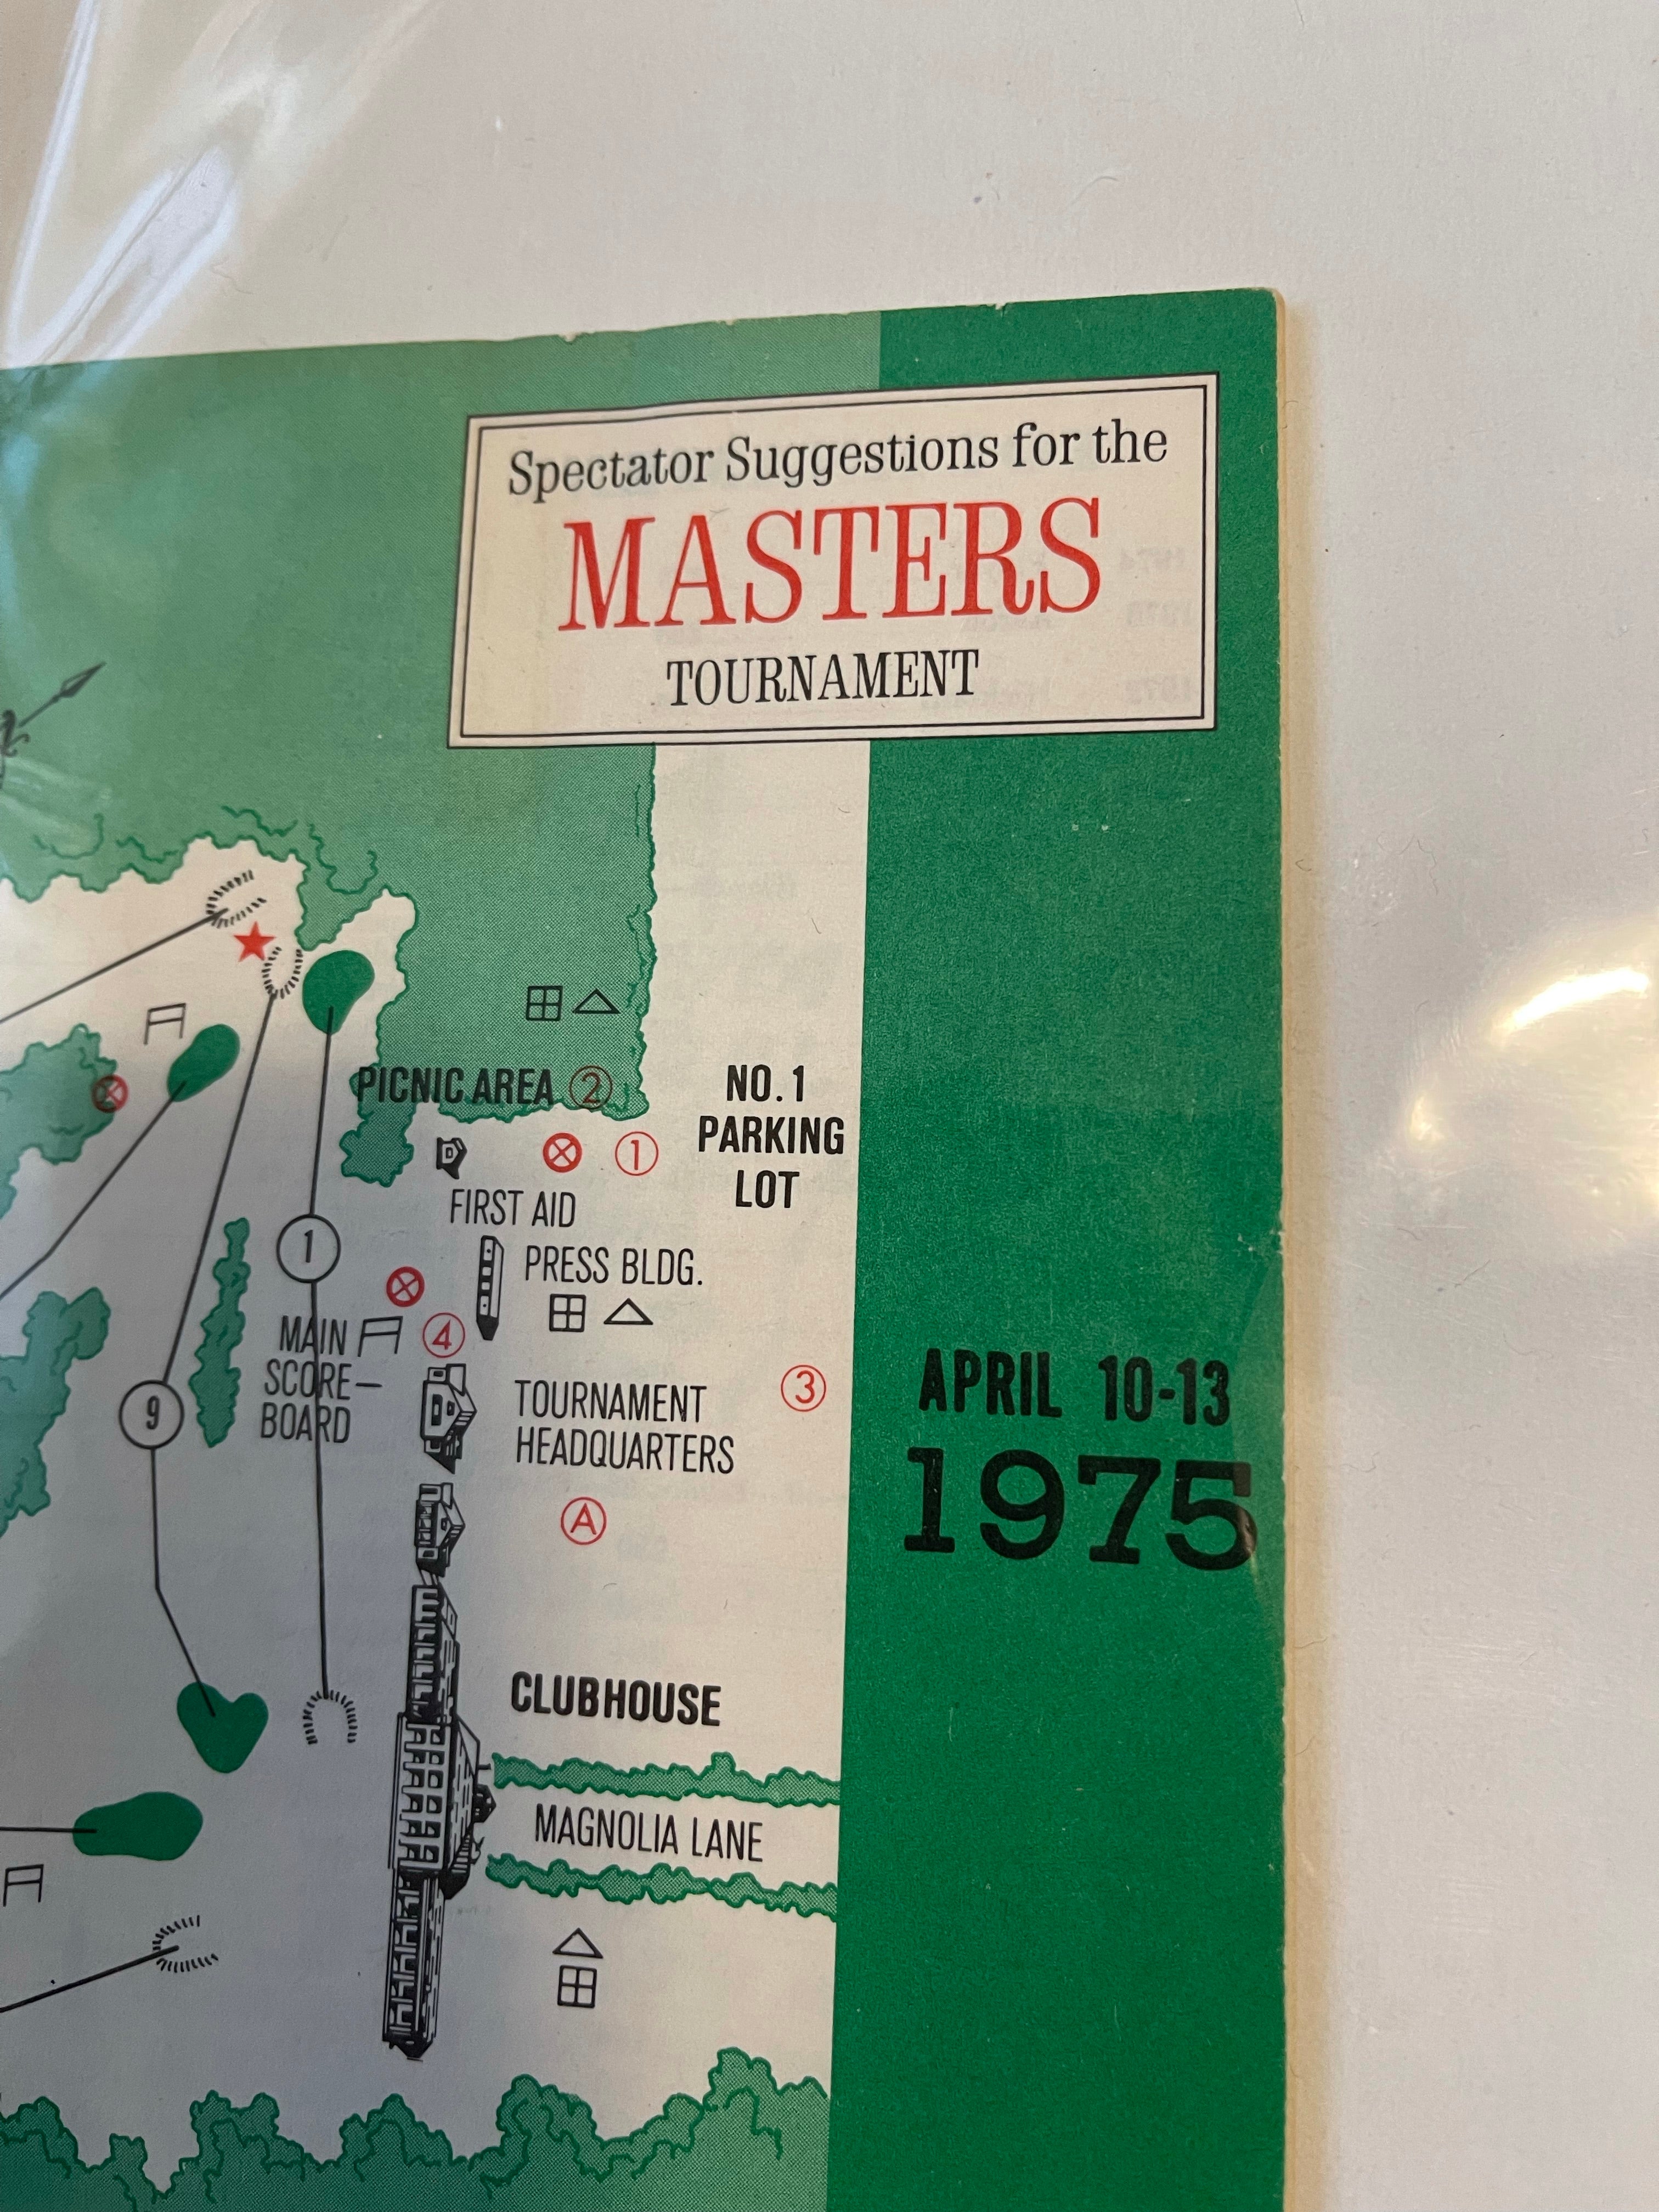 Spectator Suggestions for the
MASTERS
TOURNAMENT
PICNIC AREA 2
1
NO. 1
PARKING
LOT
FIRST AID
1
PRESS BLDG.
MAIN
4
SCORE-
BOARD
TOURNAMENT
HEADQUARTERS
3
9
A
APRIL 10-13
1975
CLUBHOUSE
MAGNOLIA LANE